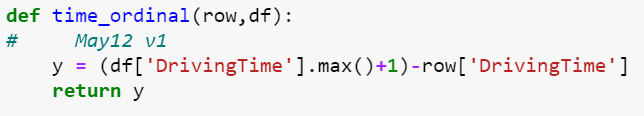 def time_ordinal(row,df):
#     May12 v1
    y = (df['DrivingTime'].max()+1)-row['DrivingTime']
    return y